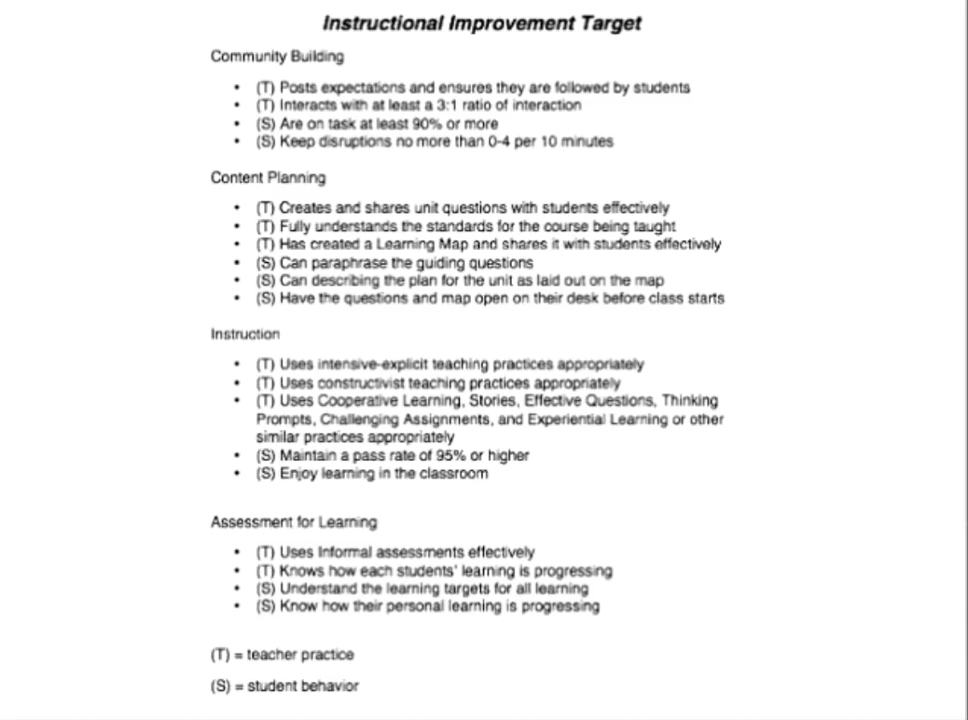 Instructional Improvement Target
Community Building
• (T) Posts expectations and ensures they are followed by students
• (T) Interacts with at least a 3:1 ratio of interaction
• (S) Are on task at least 90% or more
• (S) Keep disruptions no more than 0-4 per 10 minutes
Content Planning
• (T) Creates and shares unit questions with students effectively
• (T) Fully understands the standards for the course being taught
• (T) Has created a Learning Map and shares it with students effectively
• (S) Can paraphrase the guiding questions
• (S) Can describing the plan for the unit as laid out on the map
• (S) Have the questions and map open on their desk before class starts
Instruction
• (T) Uses intensive-explicit teaching practices appropriately
• (T) Uses constructivist teaching practices appropriately
• (T) Uses Cooperative Learning, Stories, Effective Questions, Thinking
Prompts, Challenging Assignments, and Experiential Learning or other
similar practices appropriately
• (S) Maintain a pass rate of 95% or higher
• (S) Enjoy learning in the classroom
Assessment for Learning
• (T) Uses Informal assessments effectively
• (T) Knows how each students' learning is progressing
• (S) Understand the learning targets for all learning
• (S) Know how their personal learning is progressing
(T) = teacher practice
(S) = student behavior